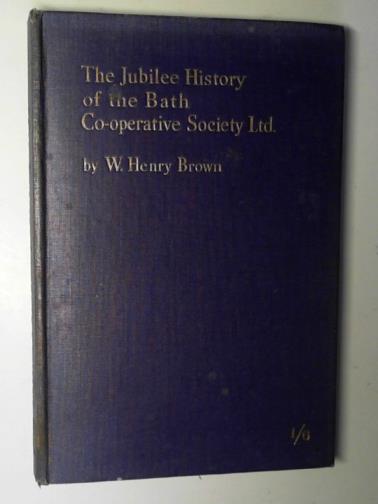 The Jubilee History
of the Bath
Co-operative Society Ltd.
by W. Henry Brown
1/6